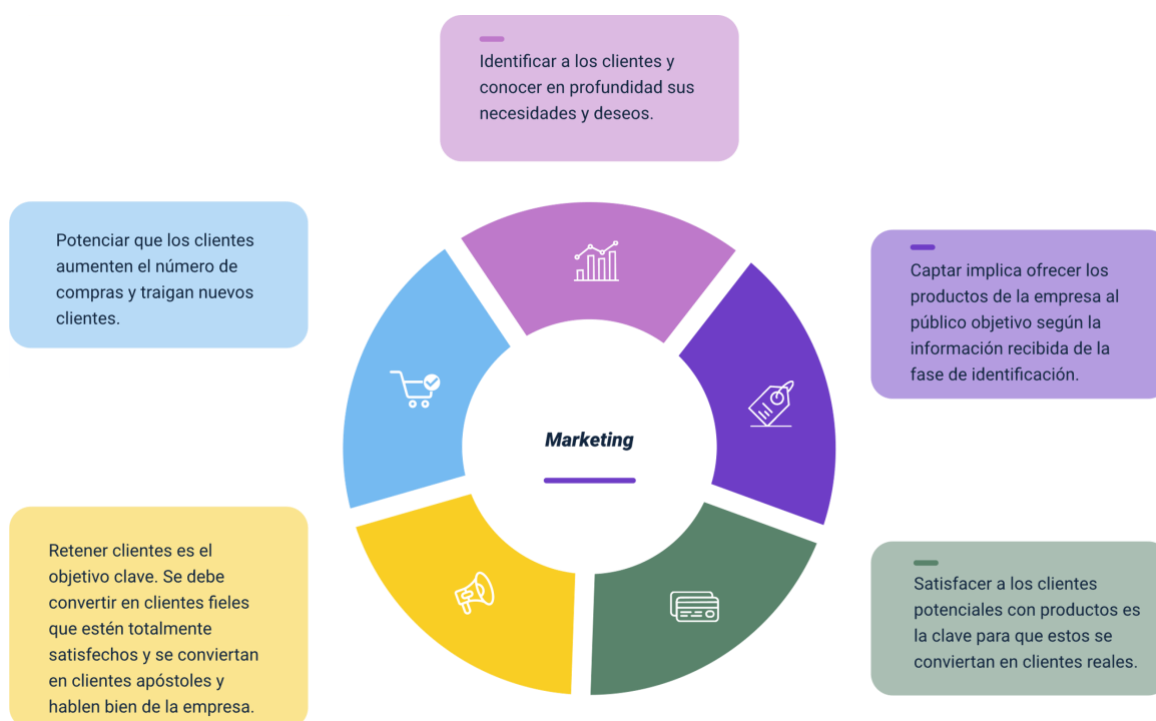 Identificar a los clientes y
conocer en profundidad sus
necesidades y deseos.
Potenciar que los clientes
aumenten el número de
compras y traigan nuevos
clientes.
Captar implica ofrecer los
productos de la empresa al
público objetivo según la
información recibida de la
fase de identificación.
Marketing
Retener clientes es el
objetivo clave. Se debe
convertir en clientes fieles
que estén totalmente
satisfechos y se conviertan
en clientes apóstoles y
hablen bien de la empresa.
Satisfacer a los clientes
potenciales con productos es
la clave para que estos se
conviertan en clientes reales.